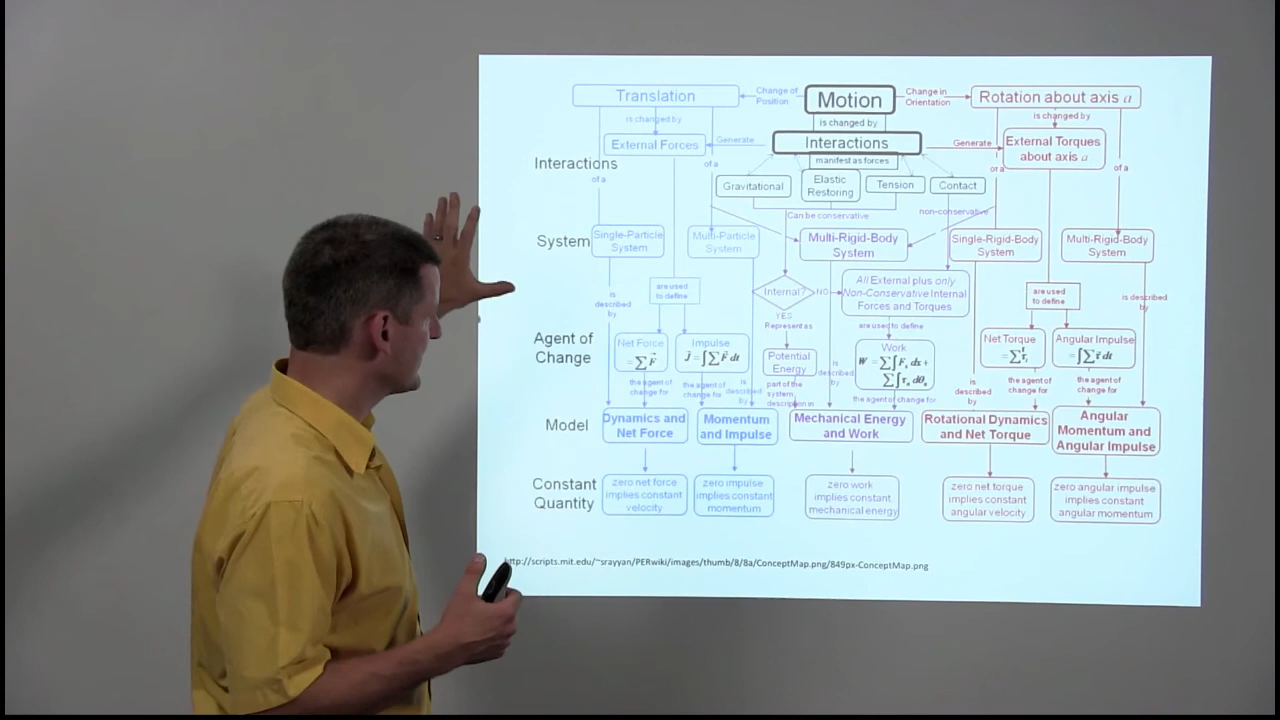 Translation
Change of
Position
Motion
Change in
Orientation
Rotation about axis a
is changed by
is changed by
is changed by
External Forces
Generate
Interactions
Generate
External Torques
about axis a
Interactions
of a
of a
manifest as forces
of a
of a
Gravitational
Elastic
Restoring
Tension
Contact
Can be conservative
non-conservative
System
Single-Particle
System
Multi-Particle
System
Multi-Rigid-Body
System
Single-Rigid-Body
System
Multi-Rigid-Body
System
is
described
by
are used
to define
Internal?
NO
All External plus only
Non-Conservative Internal
Forces and Torques
are used
to define
is described
by
YES
Represent as
are used to define
Agent of
Change
Net Force
= ∑ F⃗
Impulse
J⃗ = ∫∑ F⃗ dt
Potential
Energy
is
described
by
Work
W = ∑∫ Fₓ dx +
∑∫ τₐ dθₐ
Net Torque
Angular Impulse
= ∫∑ τ⃗ dt
the agent of
change for
the agent of
change for
is
described
by
part of the
system
description in
the agent of change for
is
described
by
the agent of
change for
the agent of
change for
Model
Dynamics and
Net Force
Momentum
and Impulse
Mechanical Energy
and Work
Rotational Dynamics
and Net Torque
Angular
Momentum and
Angular Impulse
Constant
Quantity
zero net force
implies constant
velocity
zero impulse
implies constant
momentum
zero work
implies constant
mechanical energy
zero net torque
implies constant
angular velocity
zero angular impulse
implies constant
angular momentum
http://scripts.mit.edu/~srayyan/PERwiki/images/thumb/8/8a/ConceptMap.png/849px-ConceptMap.png